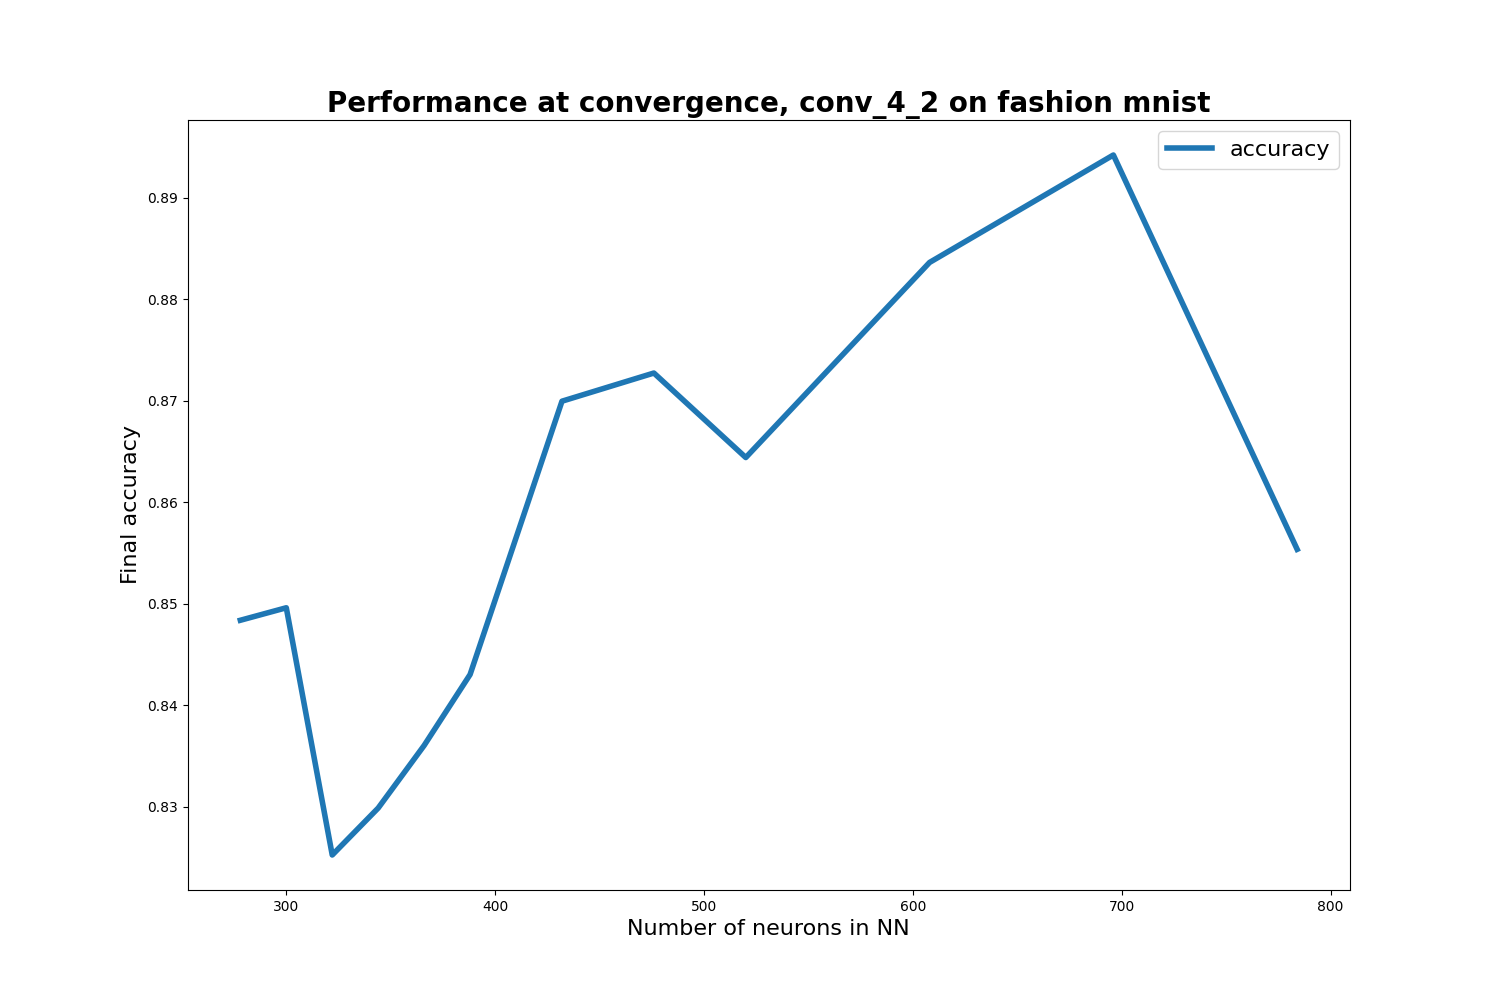 Performance at convergence, conv_4_2 on fashion mnist
accuracy
0.89
0.88
0.87
0.86
0.85
0.84
0.83
Final accuracy
300 400 500 600 700 800
Number of neurons in NN